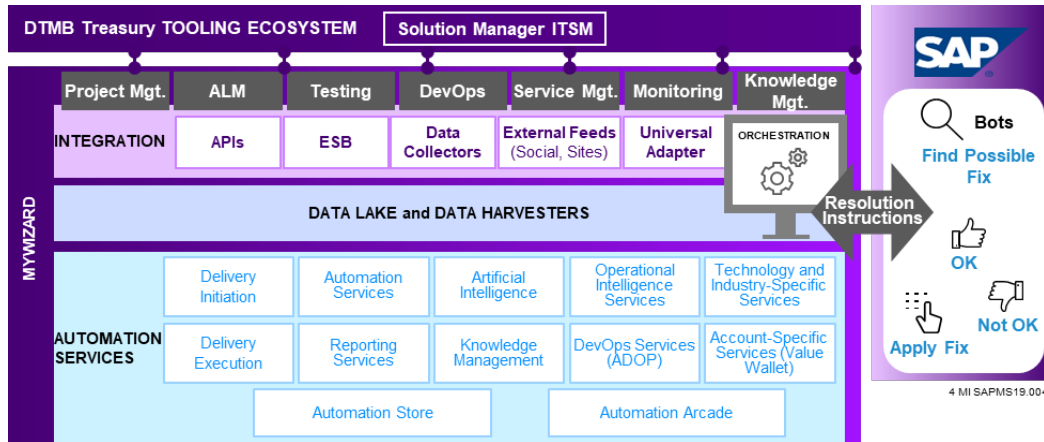 DTMB Treasury TOOLING ECOSYSTEM
Solution Manager ITSM
SAP
Project Mgt.
ALM
Testing
DevOps
Service Mgt.
Monitoring
Knowledge
Mgt.
MYWIZARD
INTEGRATION
APIs
ESB
Data
Collectors
External Feeds
(Social, Sites)
Universal
Adapter
ORCHESTRATION
Bots
Find Possible
Fix
Resolution
Instructions
DATA LAKE and DATA HARVESTERS
OK
Not OK
Apply Fix
AUTOMATION
SERVICES
Delivery
Initiation
Automation
Services
Artificial
Intelligence
Operational
Intelligence
Services
Technology and
Industry-Specific
Services
Delivery
Execution
Reporting
Services
Knowledge
Management
DevOps Services
(ADOP)
Account-Specific
Services (Value
Wallet)
Automation Store
Automation Arcade
4 MI SAPMS19.004